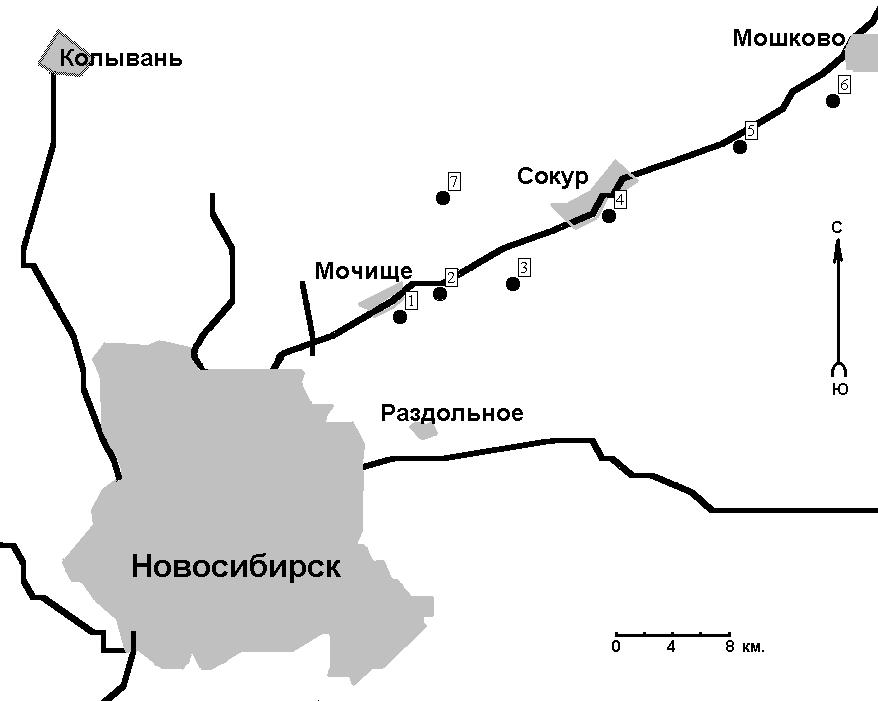 Мошково
Колывань
6
5
Сокур
7
4
С
Мочище
3
2
1
Ю
Раздольное
Новосибирск
0 4 8 км.